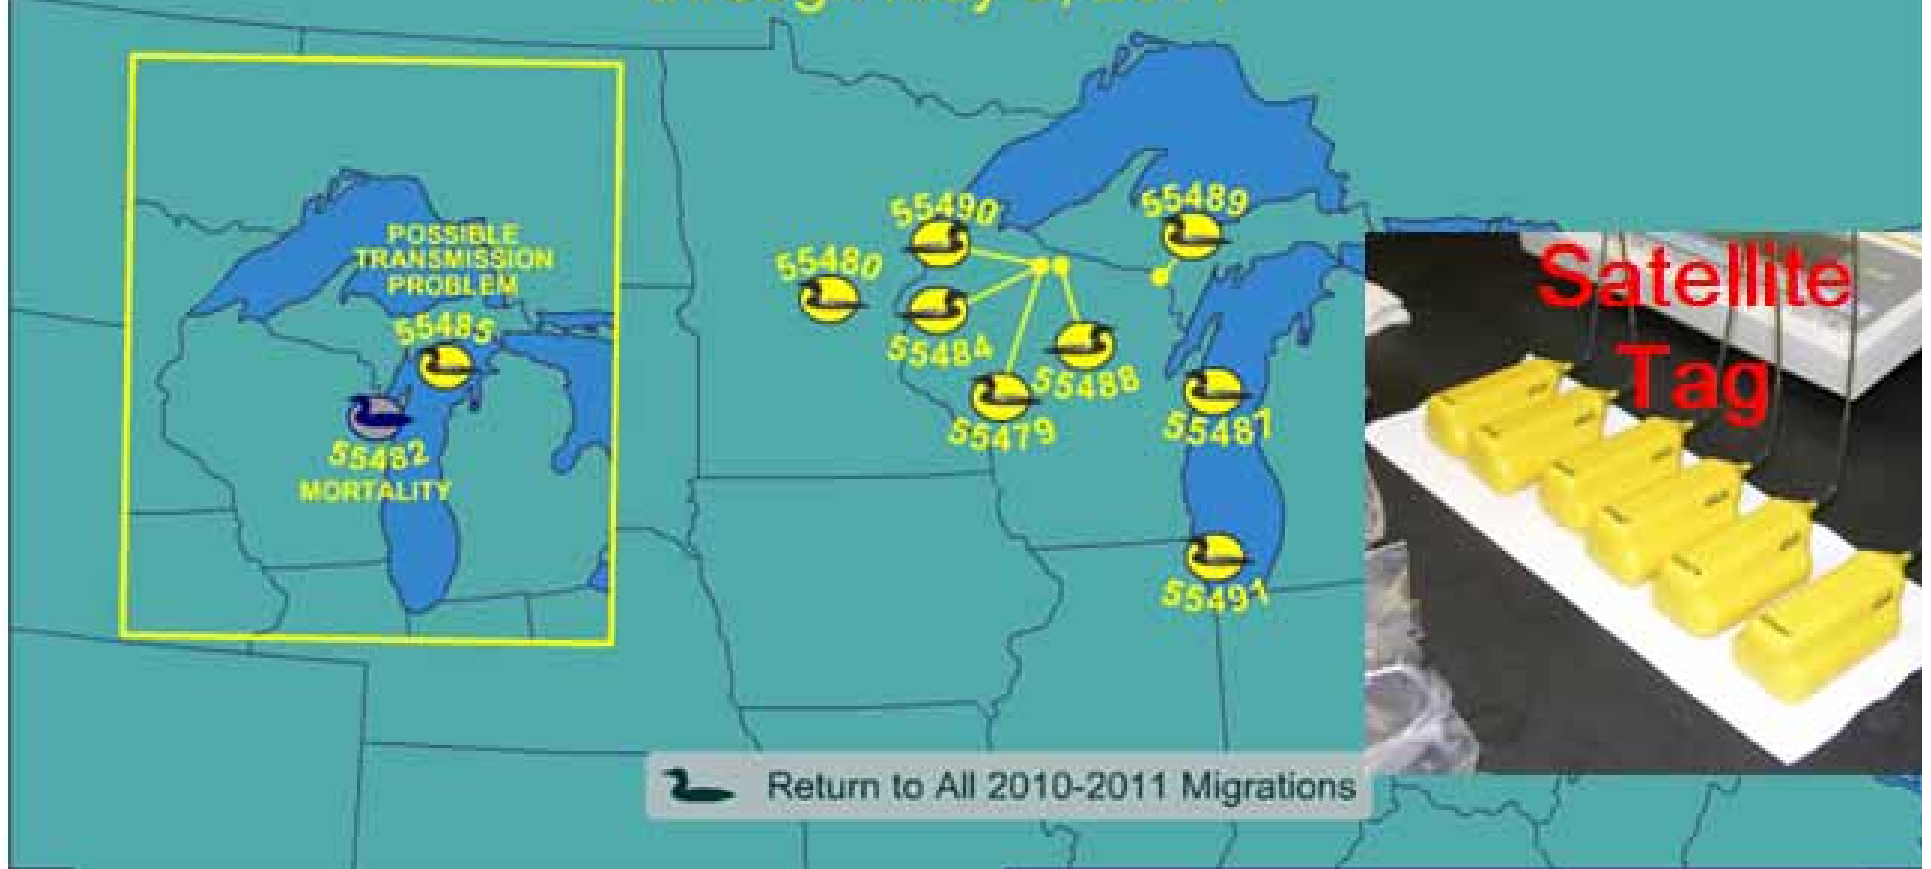 POSSIBLE
TRANSMISSION
PROBLEM
55485
55482
MORTALITY
55490
55489
55480
55484
55488
55479
55487
55491
Satellite
Tag
Return to All 2010-2011 Migrations